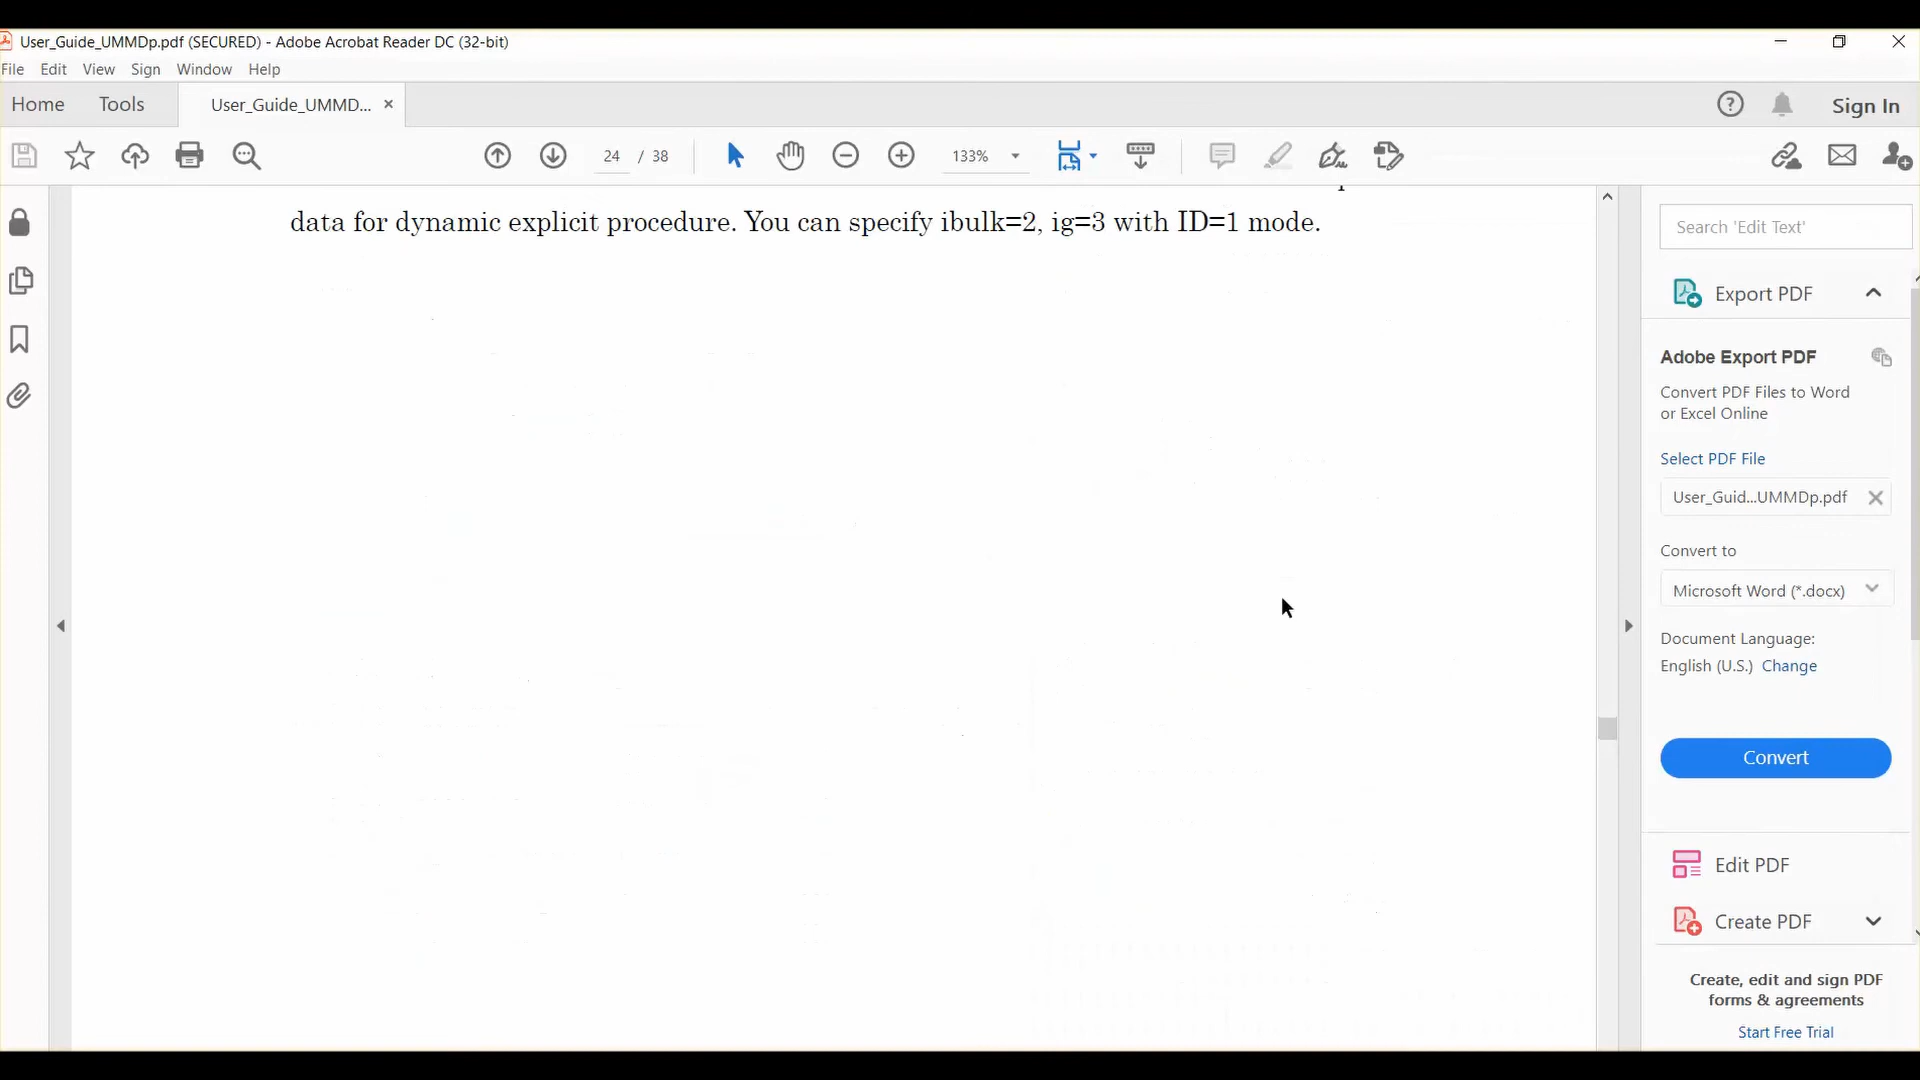 User_Guide_UMMDp.pdf (SECURED) - Adobe Acrobat Reader DC (32-bit)
File Edit View Sign Window Help
Home Tools User_Guide_UMMD... × Sign In
24 / 38 133%
data for dynamic explicit procedure. You can specify ibulk=2, ig=3 with ID=1 mode.
Search 'Edit Text'
Export PDF
Adobe Export PDF
Convert PDF Files to Word
or Excel Online
Select PDF File
User_Guid...UMMDp.pdf
Convert to
Microsoft Word (*.docx)
Document Language:
English (U.S.) Change
Convert
Edit PDF
Create PDF
Create, edit and sign PDF
forms & agreements
Start Free Trial